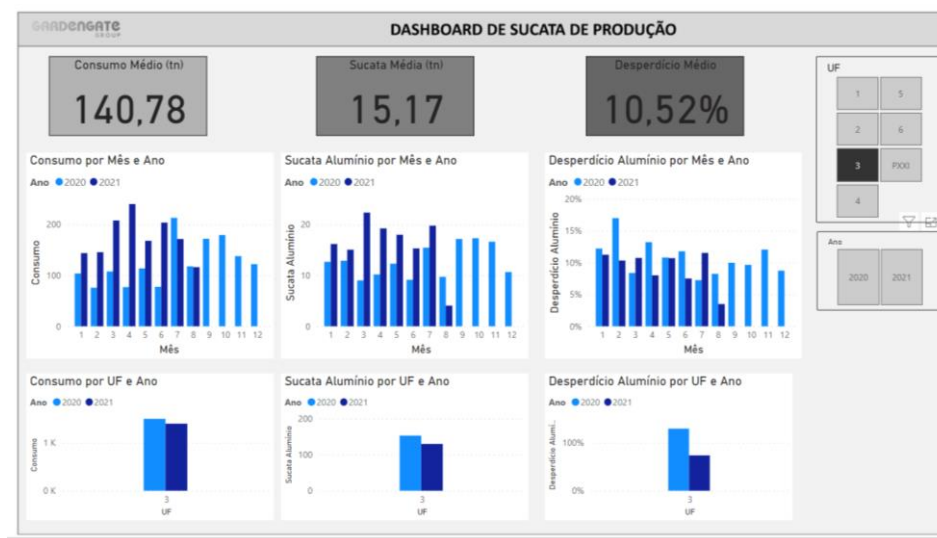 GARDENGATE
GROUP
DASHBOARD DE SUCATA DE PRODUÇÃO
Consumo Médio (tn)
140,78
Sucata Média (tn)
15,17
Desperdício Médio
10,52%
UF
1 5
2 6
3 PXXI
4
Ano
2020 2021
Consumo por Mês e Ano
Ano 2020 2021
200
100
0
Consumo
1 2 3 4 5 6 7 8 9 10 11 12
Mês
Sucata Alumínio por Mês e Ano
Ano 2020 2021
20
10
0
Sucata Alumínio
1 2 3 4 5 6 7 8 9 10 11 12
Mês
Desperdício Alumínio por Mês e Ano
Ano 2020 2021
20%
15%
10%
5%
0%
Desperdício Alumínio
1 2 3 4 5 6 7 8 9 10 11 12
Mês
Consumo por UF e Ano
Ano 2020 2021
1 K
0 K
Consumo
3
UF
Sucata Alumínio por UF e Ano
Ano 2020 2021
200
100
0
Sucata Alumínio
3
UF
Desperdício Alumínio por UF e Ano
Ano 2020 2021
100%
0%
Desperdício Alumí...
3
UF